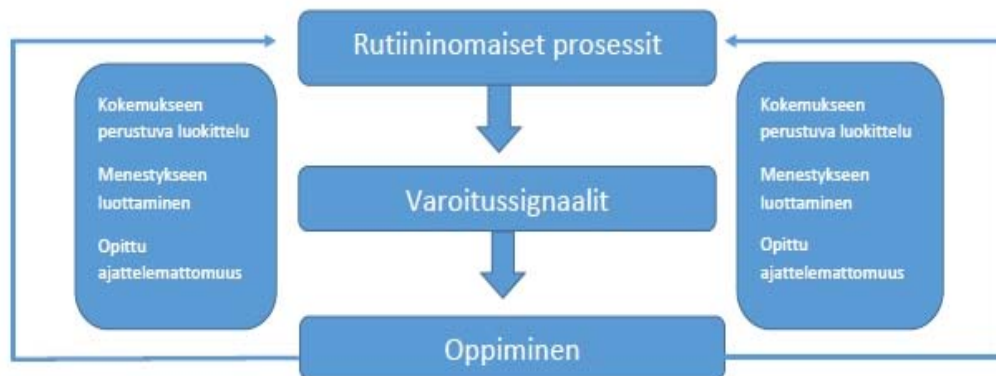 Rutiininomaiset prosessit
Kokemukseen
perustuva luokittelu
Menestykseen
luottaminen
Opittu
ajattelemattomuus
Varoitussignaalit
Kokemukseen
perustuva luokittelu
Menestykseen
luottaminen
Opittu
ajattelemattomuus
Oppiminen